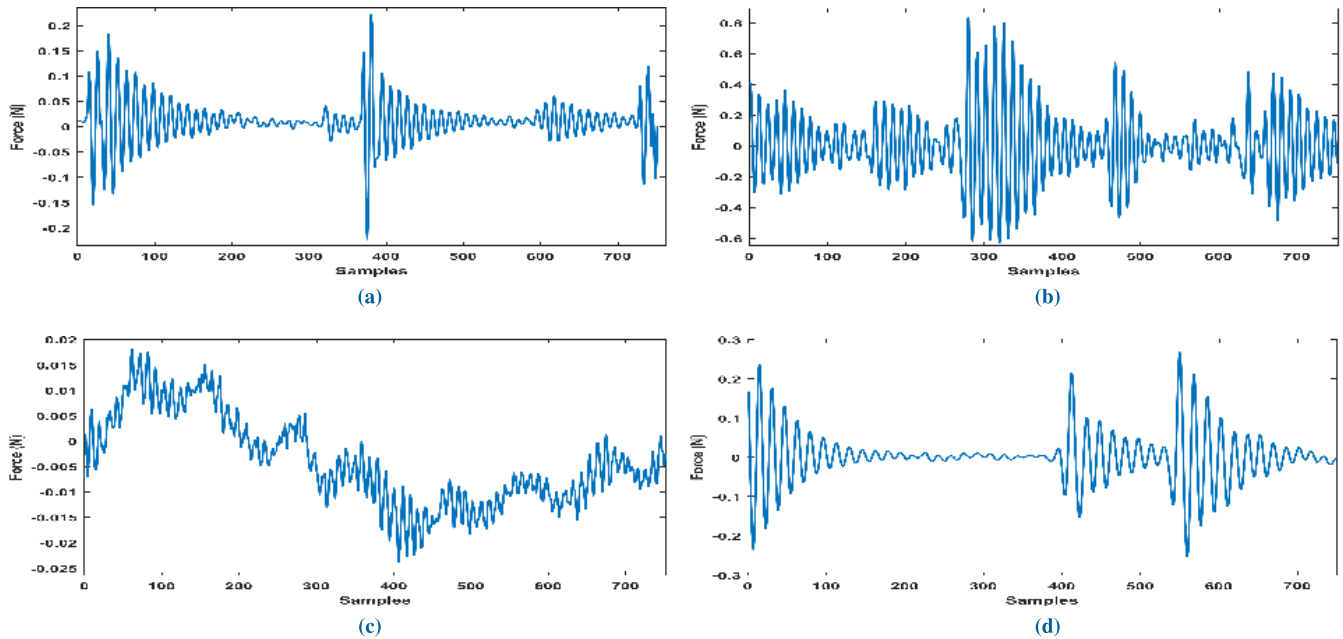 0.2
0.15
0.1
0.05
0
-0.05
-0.1
-0.15
-0.2
Force [N]
0 100 200 300 400 500 600 700
Samples
(a)
0.8
0.6
0.4
0.2
0
-0.2
-0.4
-0.6
Force [N]
0 100 200 300 400 500 600 700
Samples
(b)
0.02
0.015
0.01
0.005
0
-0.005
-0.01
-0.015
-0.02
-0.025
Force [N]
0 100 200 300 400 500 600 700
Samples
(c)
0.3
0.2
0.1
0
-0.1
-0.2
-0.3
Force [N]
0 100 200 300 400 500 600 700
Samples
(d)